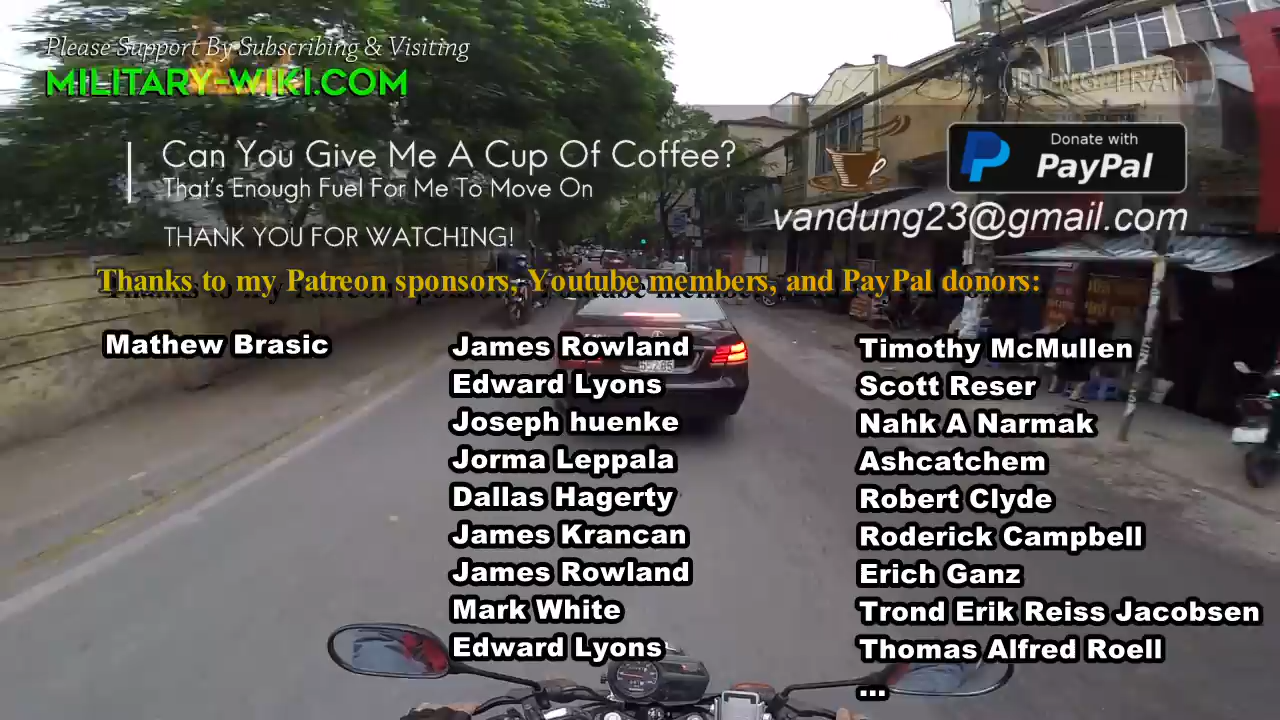 Please Support By Subscribing & Visiting
MILITARY-WIKI.COM
DUNG TRAN
Can You Give Me A Cup Of Coffee?
That's Enough Fuel For Me To Move On
Donate with
PayPal
vandung23@gmail.com
THANK YOU FOR WATCHING!
Thanks to my Patreon sponsors, Youtube members, and PayPal donors:
Mathew Brasic
James Rowland
Edward Lyons
Joseph huenke
Jorma Leppala
Dallas Hagerty
James Krancan
James Rowland
Mark White
Edward Lyons
Timothy McMullen
Scott Reser
Nahk A Narmak
Ashcatchem
Robert Clyde
Roderick Campbell
Erich Ganz
Trond Erik Reiss Jacobsen
Thomas Alfred Roell
...